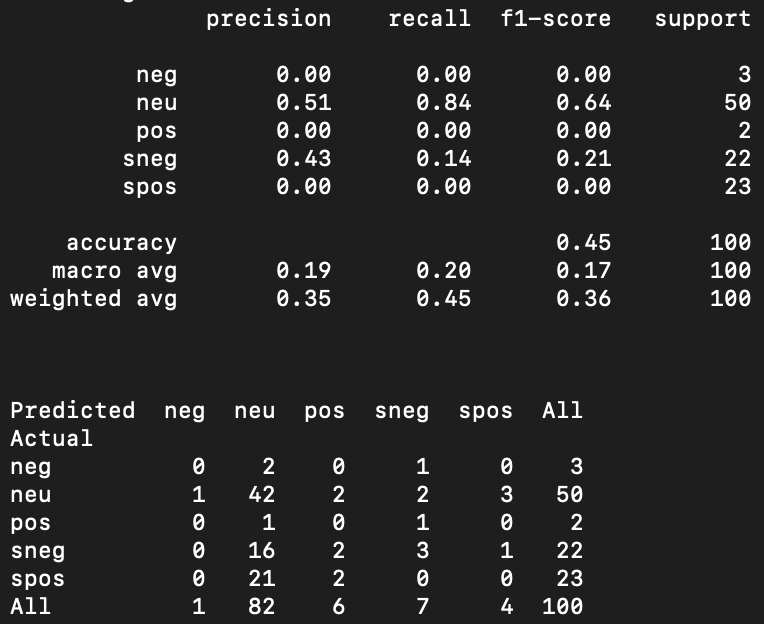 precision recall f1-score support
neg 0.00 0.00 0.00 3
neu 0.51 0.84 0.64 50
pos 0.00 0.00 0.00 2
sneg 0.43 0.14 0.21 22
spos 0.00 0.00 0.00 23
accuracy 0.45 100
macro avg 0.19 0.20 0.17 100
weighted avg 0.35 0.45 0.36 100
Predicted neg neu pos sneg spos All
Actual
neg 0 2 0 1 0 3
neu 1 42 2 2 3 50
pos 0 1 0 1 0 2
sneg 0 16 2 3 1 22
spos 0 21 2 0 0 23
All 1 82 6 7 4 100